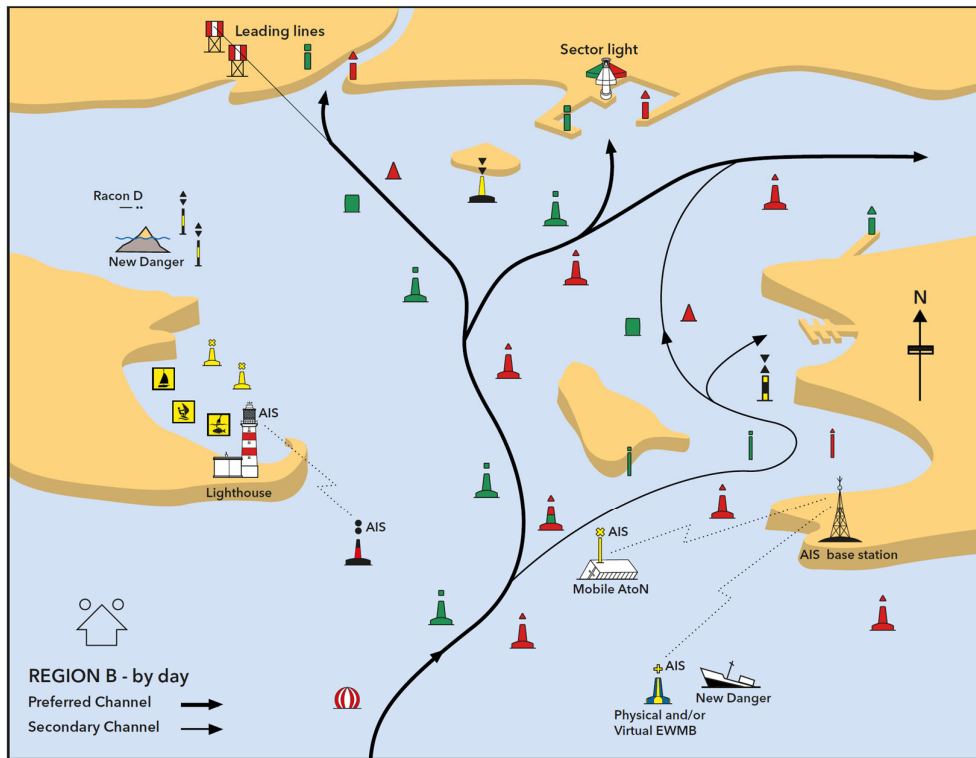 Leading lines
Sector light
Racon D
New Danger
N
AIS
Lighthouse
AIS
AIS
Mobile AtoN
AIS base station
REGION B - by day
Preferred Channel
Secondary Channel
AIS
New Danger
Physical and/or
Virtual EWMB